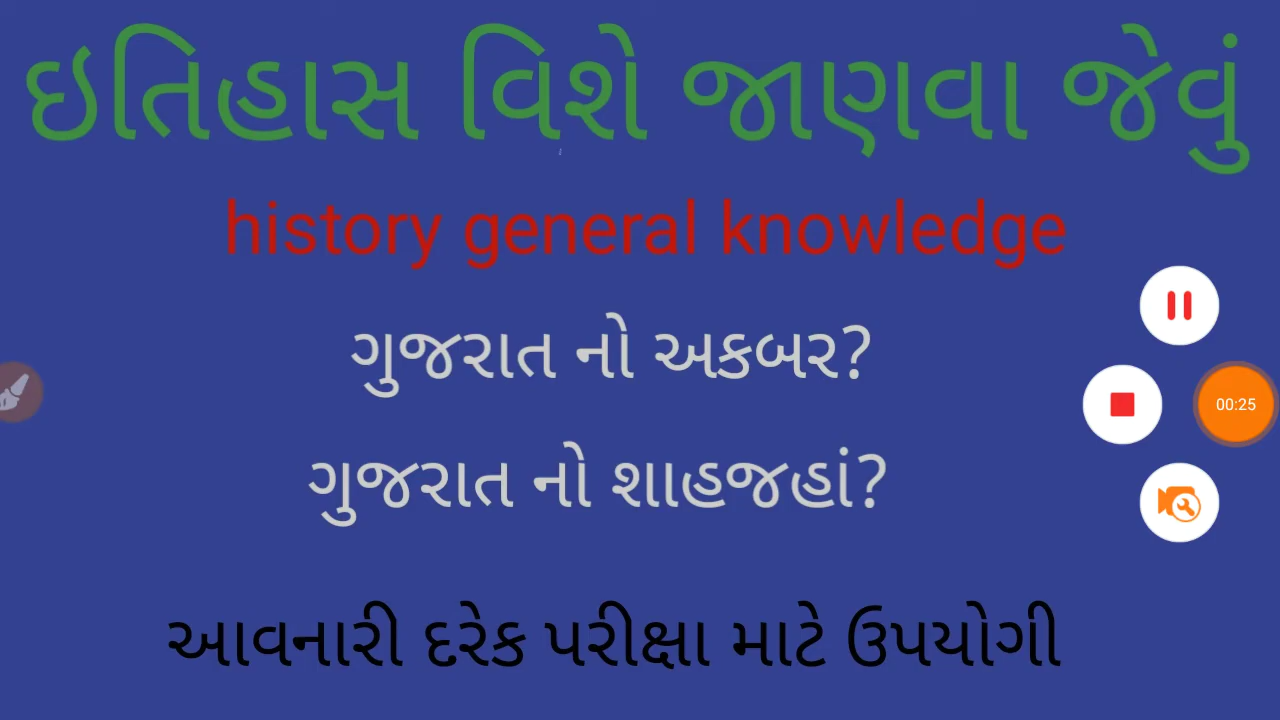 ઇતિહાસ વિશે જાણવા જેવું
history general knowledge
ગુજરાત નો અકબર?
ગુજરાત નો શાહજહાં?
00:25
આવનારી દરેક પરીક્ષા માટે ઉપયોગી